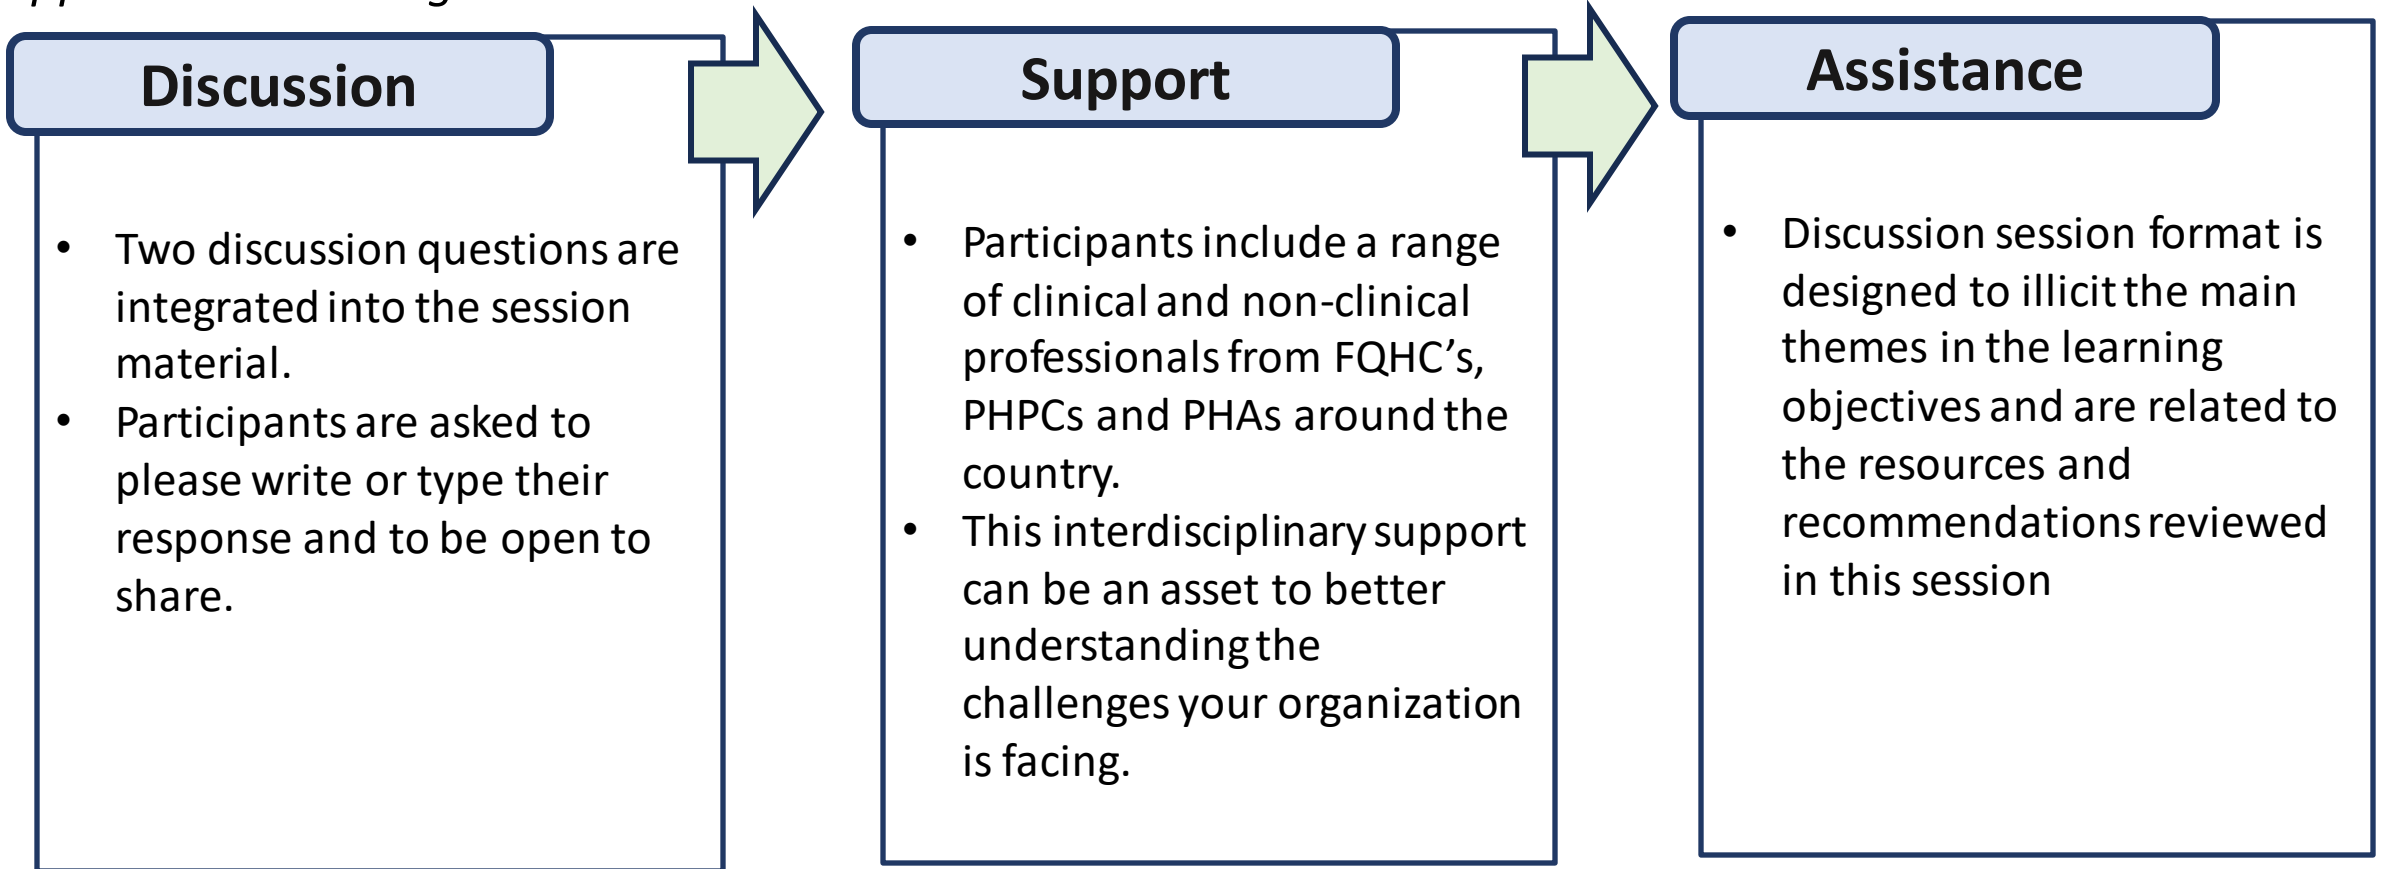 Discussion
Two discussion questions are
integrated into the session
material.
Participants are asked to
please write or type their
response and to be open to
share.
Support
Participants include a range
of clinical and non-clinical
professionals from FQHC's,
PHPCs and PHAs around the
country.
This interdisciplinary support
can be an asset to better
understanding the
challenges your organization
is facing.
Assistance
Discussion session format is
designed to illicit the main
themes in the learning
objectives and are related to
the resources and
recommendations reviewed
in this session